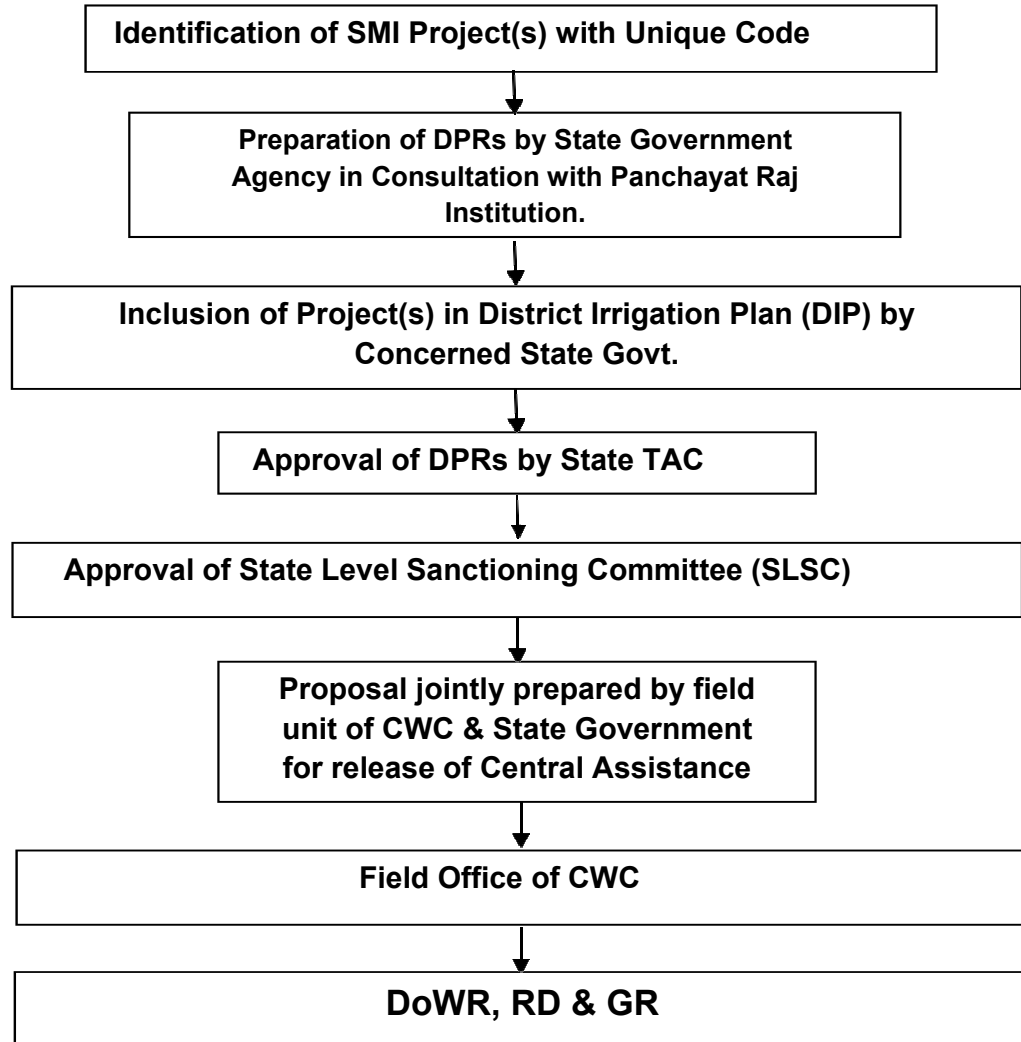 Identification of SMI Project(s) with Unique Code
Preparation of DPRs by State Government
Agency in Consultation with Panchayat Raj
Institution.
Inclusion of Project(s) in District Irrigation Plan (DIP) by
Concerned State Govt.
Approval of DPRs by State TAC
Approval of State Level Sanctioning Committee (SLSC)
Proposal jointly prepared by field
unit of CWC & State Government
for release of Central Assistance
Field Office of CWC
DoWR, RD & GR